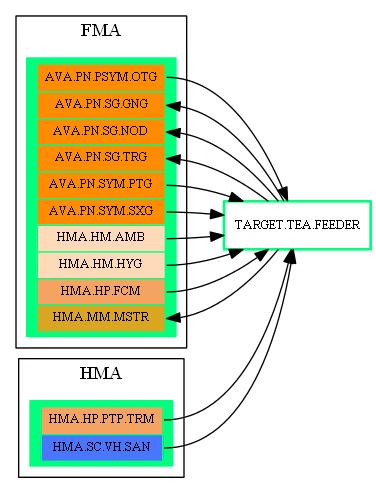 FMA
AVA.PN.PSYM.OTG
AVA.PN.SG.GNG
AVA.PN.SG.NOD
AVA.PN.SG.TRG
AVA.PN.SYM.PTG
AVA.PN.SYM.SXG
HMA.HM.AMB
HMA.HM.HYG
HMA.HP.FCM
HMA.MM.MSTR
TARGET.TEA.FEEDER
HMA
HMA.HP.PTP.TRM
HMA.SC.VH.SAN